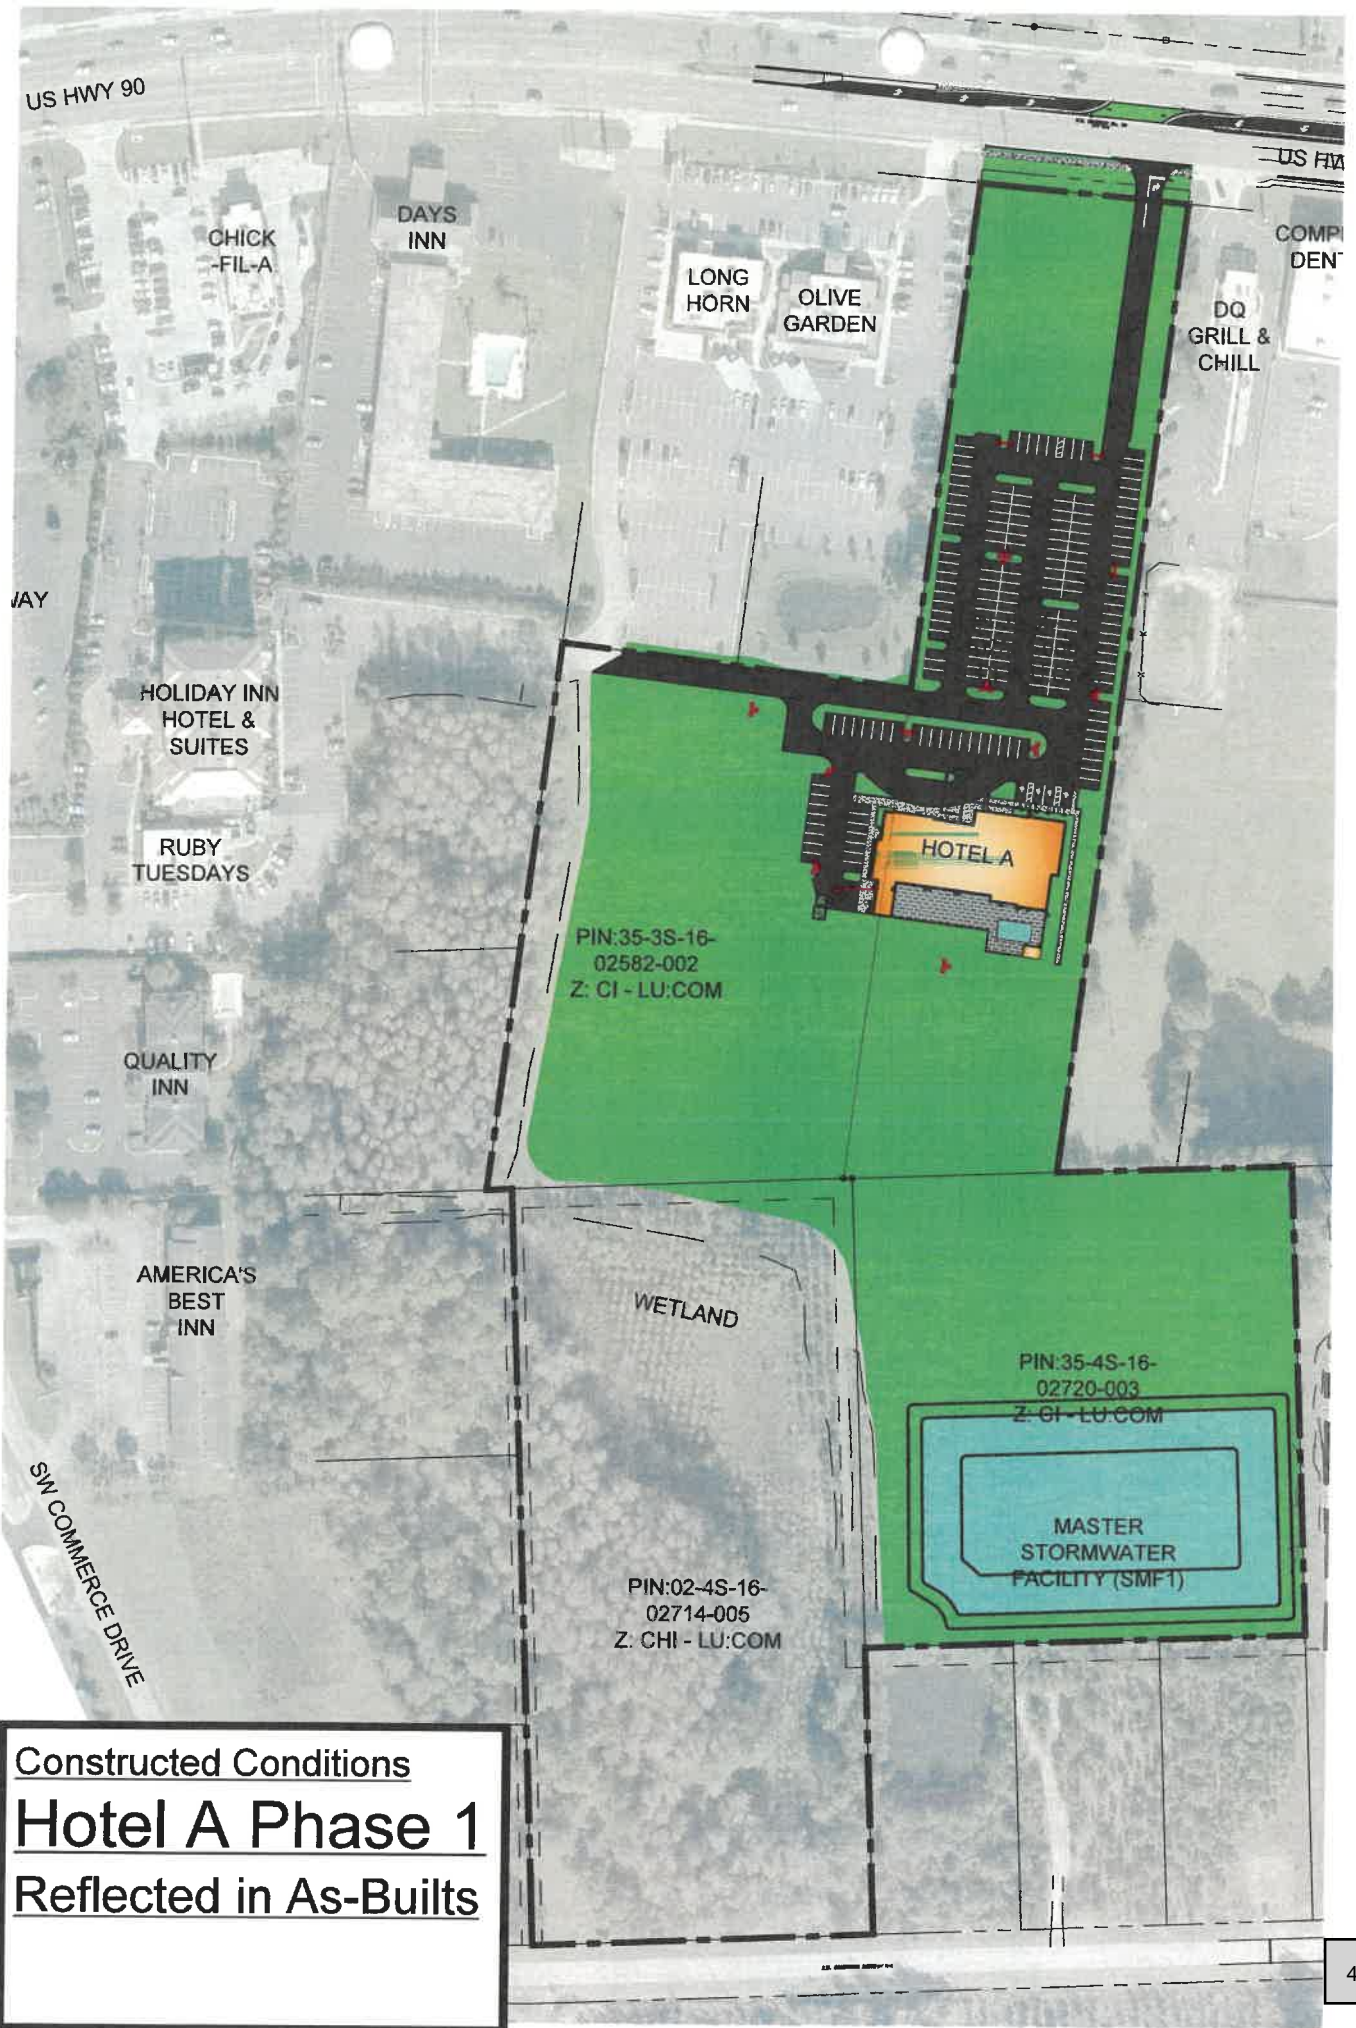 US HWY 90
US HW
CHICK
-FIL-A
DAYS
INN
LONG
HORN
OLIVE
GARDEN
COMPI
DENT
DQ
GRILL &
CHILL
WAY
HOLIDAY INN
HOTEL &
SUITES
RUBY
TUESDAYS
HOTEL A
PIN:35-3S-16-
02582-002
Z: CI - LU:COM
QUALITY
INN
AMERICA'S
BEST
INN
WETLAND
PIN:35-4S-16-
02720-003
Z: CI - LU:COM
MASTER
STORMWATER
FACILITY (SMF1)
SW COMMERCE DRIVE
PIN:02-4S-16-
02714-005
Z: CHI - LU:COM
Constructed Conditions
Hotel A Phase 1
Reflected in As-Builts
4